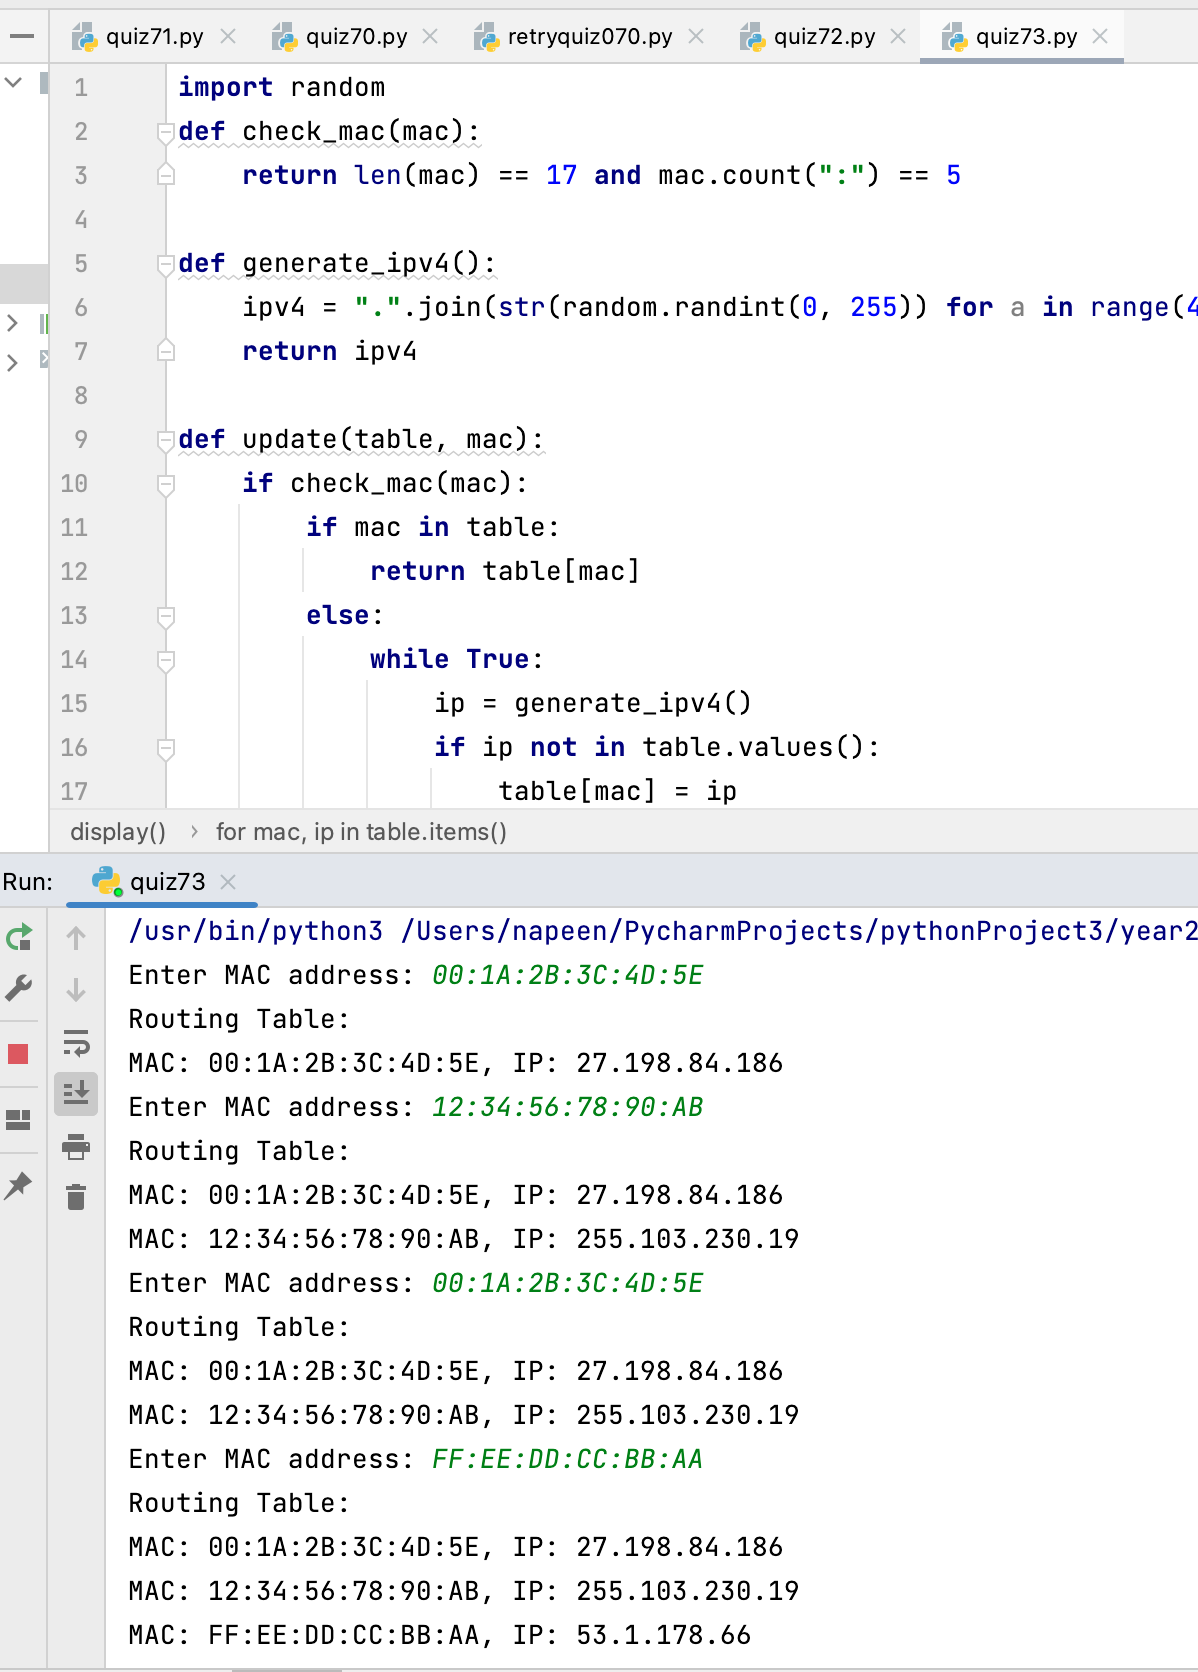 quiz71.py quiz70.py retryquiz070.py quiz72.py quiz73.py
1 import random
2 def check_mac(mac):
3 return len(mac) == 17 and mac.count(":") == 5
4
5 def generate_ipv4():
6 ipv4 = ".".join(str(random.randint(0, 255)) for a in range(4
7 return ipv4
8
9 def update(table, mac):
10 if check_mac(mac):
11 if mac in table:
12 return table[mac]
13 else:
14 while True:
15 ip = generate_ipv4()
16 if ip not in table.values():
17 table[mac] = ip
display() › for mac, ip in table.items()
Run: quiz73
/usr/bin/python3 /Users/napeen/PycharmProjects/pythonProject3/year2
Enter MAC address: 00:1A:2B:3C:4D:5E
Routing Table:
MAC: 00:1A:2B:3C:4D:5E, IP: 27.198.84.186
Enter MAC address: 12:34:56:78:90:AB
Routing Table:
MAC: 00:1A:2B:3C:4D:5E, IP: 27.198.84.186
MAC: 12:34:56:78:90:AB, IP: 255.103.230.19
Enter MAC address: 00:1A:2B:3C:4D:5E
Routing Table:
MAC: 00:1A:2B:3C:4D:5E, IP: 27.198.84.186
MAC: 12:34:56:78:90:AB, IP: 255.103.230.19
Enter MAC address: FF:EE:DD:CC:BB:AA
Routing Table:
MAC: 00:1A:2B:3C:4D:5E, IP: 27.198.84.186
MAC: 12:34:56:78:90:AB, IP: 255.103.230.19
MAC: FF:EE:DD:CC:BB:AA, IP: 53.1.178.66